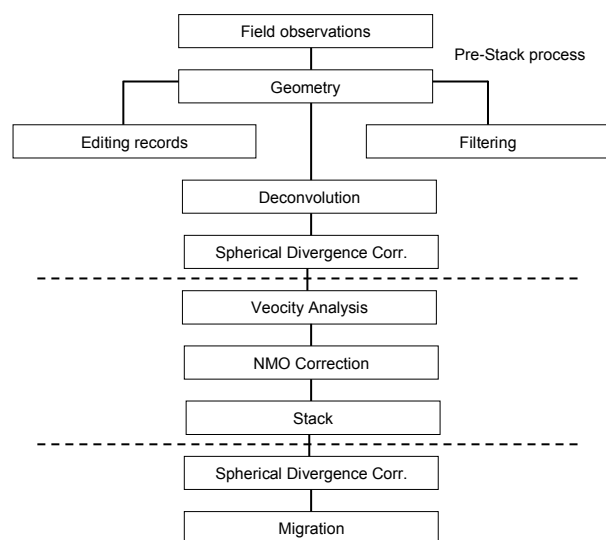 Field observations
Pre-Stack process
Geometry
Editing records
Filtering
Deconvolution
Spherical Divergence Corr.
Veocity Analysis
NMO Correction
Stack
Spherical Divergence Corr.
Migration